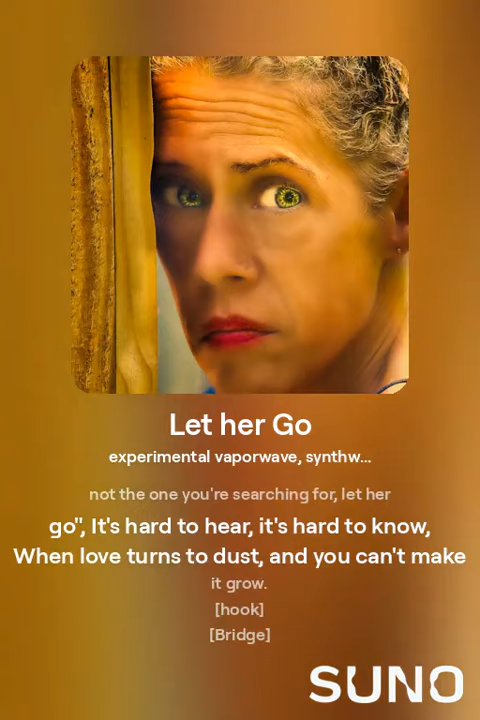 Let her Go
experimental vaporwave, synthw...
not the one you're searching for, let her
go", It's hard to hear, it's hard to know,
When love turns to dust, and you can't make
it grow.
[hook]
[Bridge]
SUNO